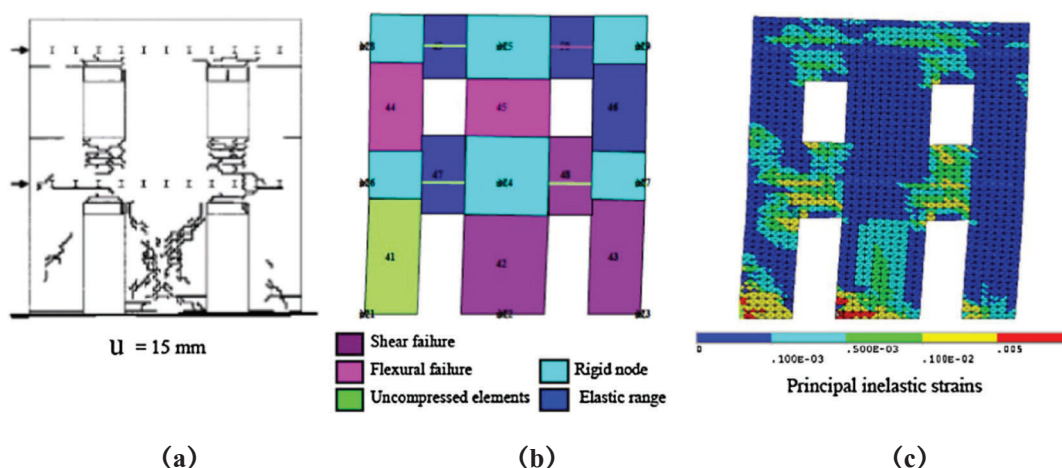 44
45
46
47
48
41
42
43
u = 15 mm
Shear failure
Flexural failure
Rigid node
Uncompressed elements
Elastic range
0
.100E-03
.500E-03
.100E-02
.005
Principal inelastic strains
(a)
(b)
(c)